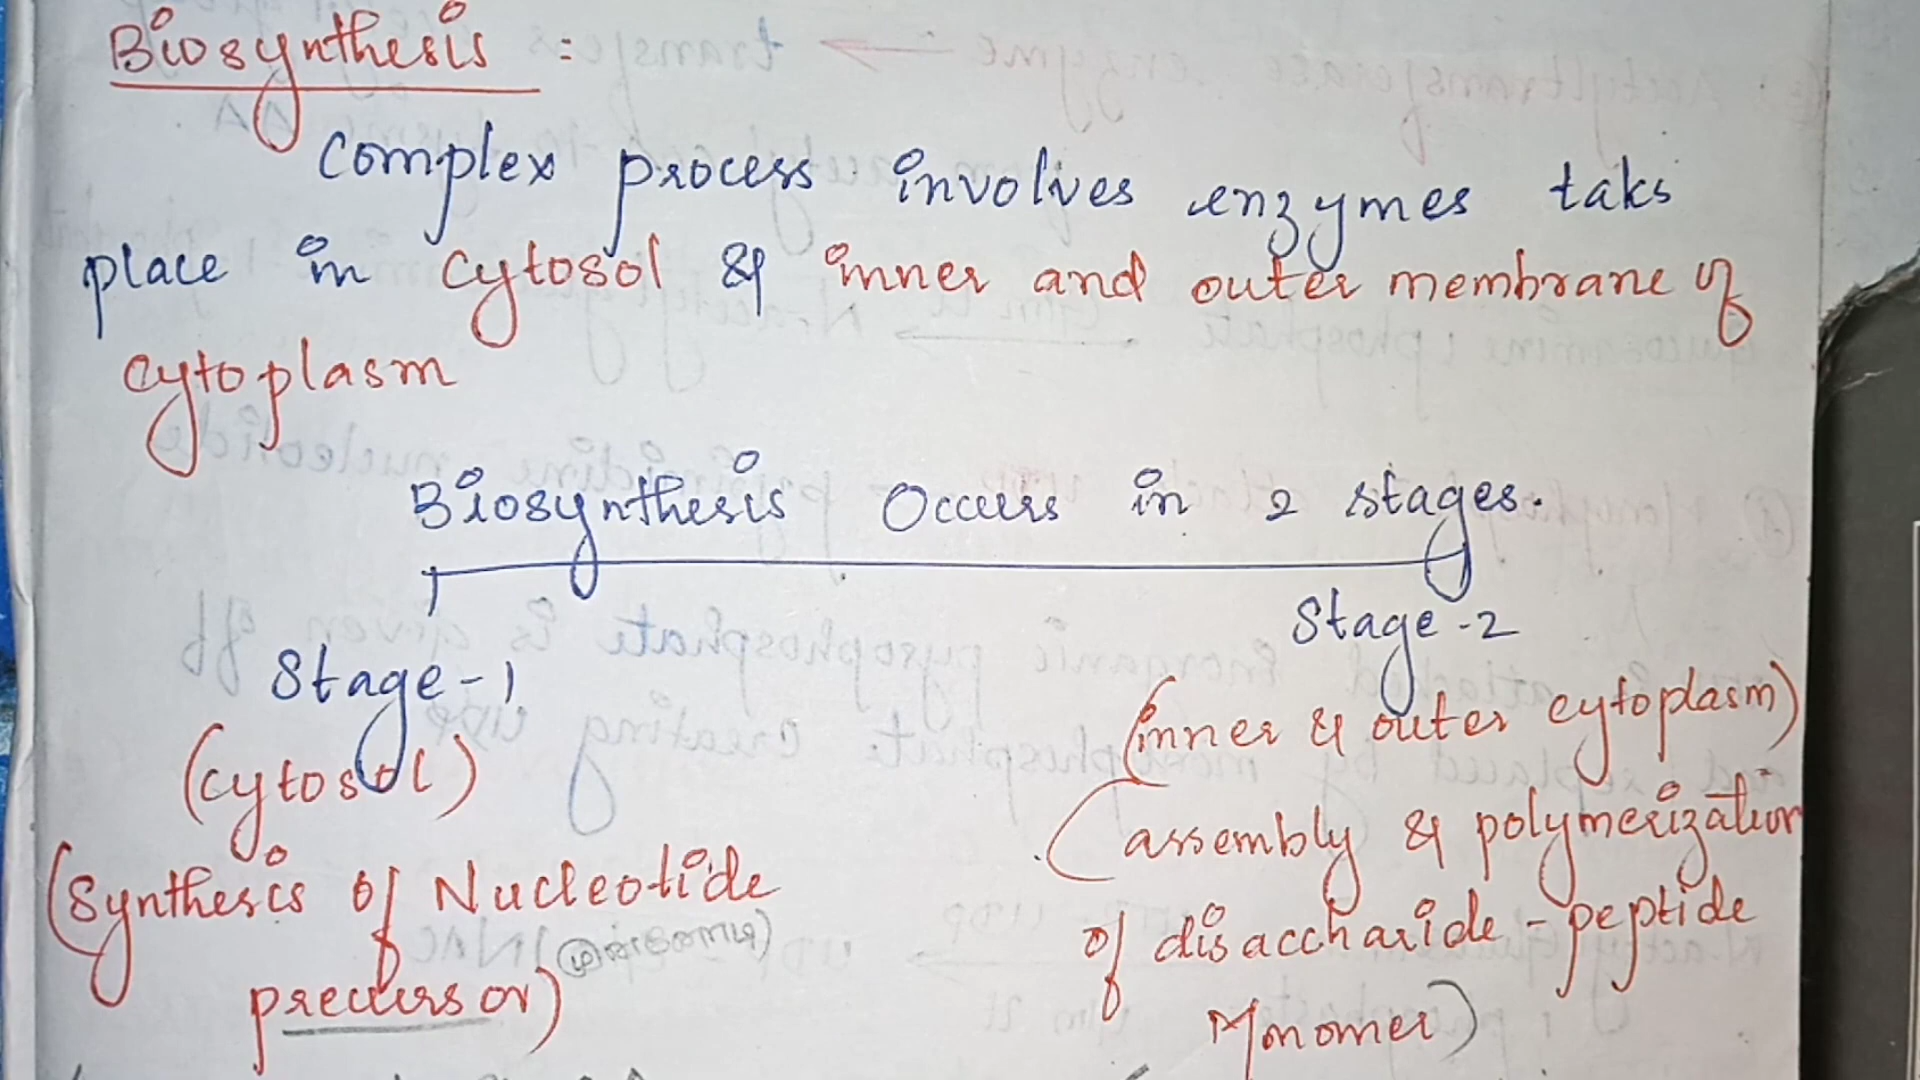 Biosynthesis :
Complex process involves enzymes taks
place in cytosol & inner and outer membrane of
cytoplasm
Biosynthesis Occurs in 2 stages.
Stage-1
(cytosol)
(Synthesis of Nucleotide
precursor) (முன்னோடி)
Stage-2
(inner & outer cytoplasm)
(assembly & polymerization
of disaccharide-peptide
Monomer)